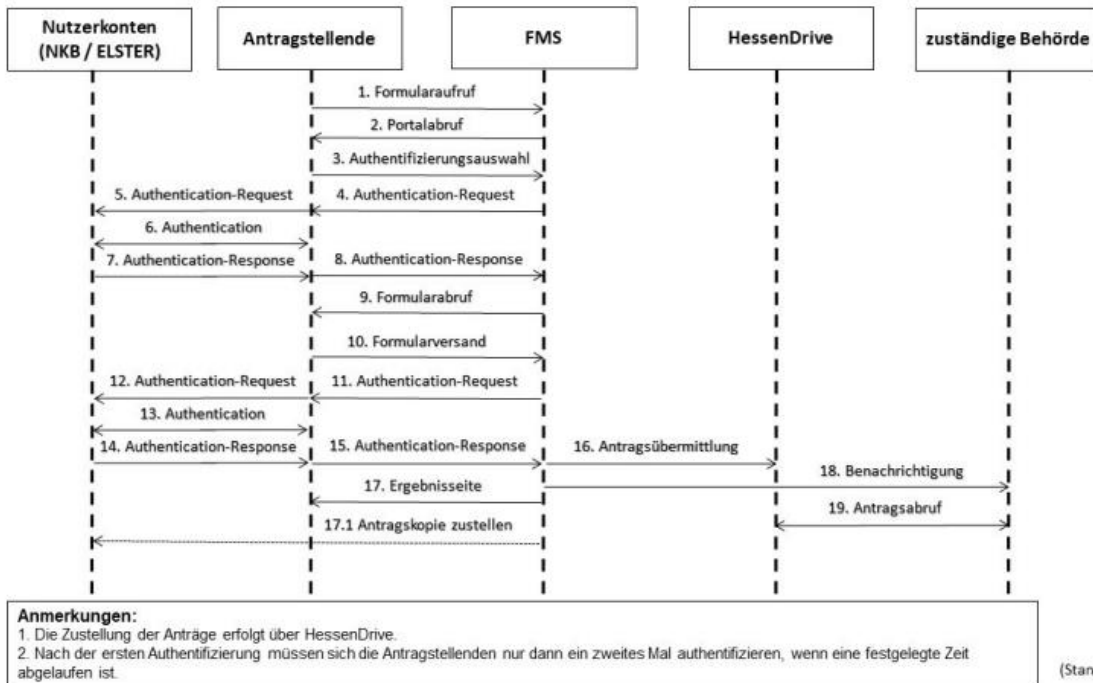 Nutzerkonten
(NKB / ELSTER)
Antragstellende
FMS
HessenDrive
zuständige Behörde
1. Formularaufruf
2. Portalabruf
3. Authentifizierungsauswahl
5. Authentication-Request
4. Authentication-Request
6. Authentication
7. Authentication-Response
8. Authentication-Response
9. Formularabruf
10. Formularversand
12. Authentication-Request
11. Authentication-Request
13. Authentication
14. Authentication-Response
15. Authentication-Response
16. Antragsübermittlung
18. Benachrichtigung
17. Ergebnisseite
19. Antragsabruf
17.1 Antragskopie zustellen
Anmerkungen:
1. Die Zustellung der Anträge erfolgt über HessenDrive.
2. Nach der ersten Authentifizierung müssen sich die Antragstellenden nur dann ein zweites Mal authentifizieren, wenn eine festgelegte Zeit
abgelaufen ist.
(Stan